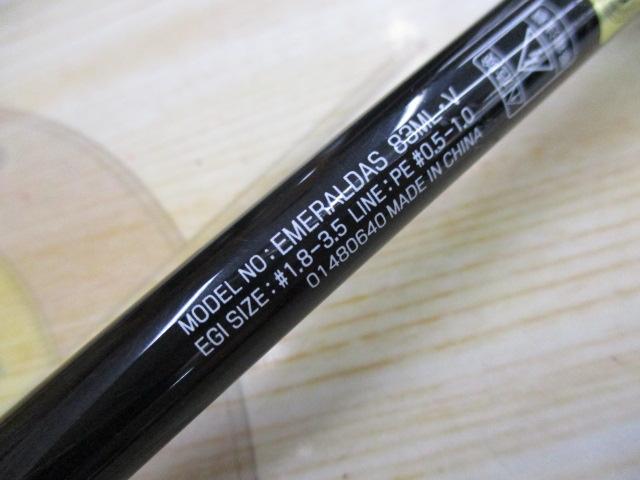 MODEL NO:EMERALDAS 83ML·V
EGI SIZE:#1.8-3.5 LINE:PE #0.5-1.0
01480640 MADE IN CHINA